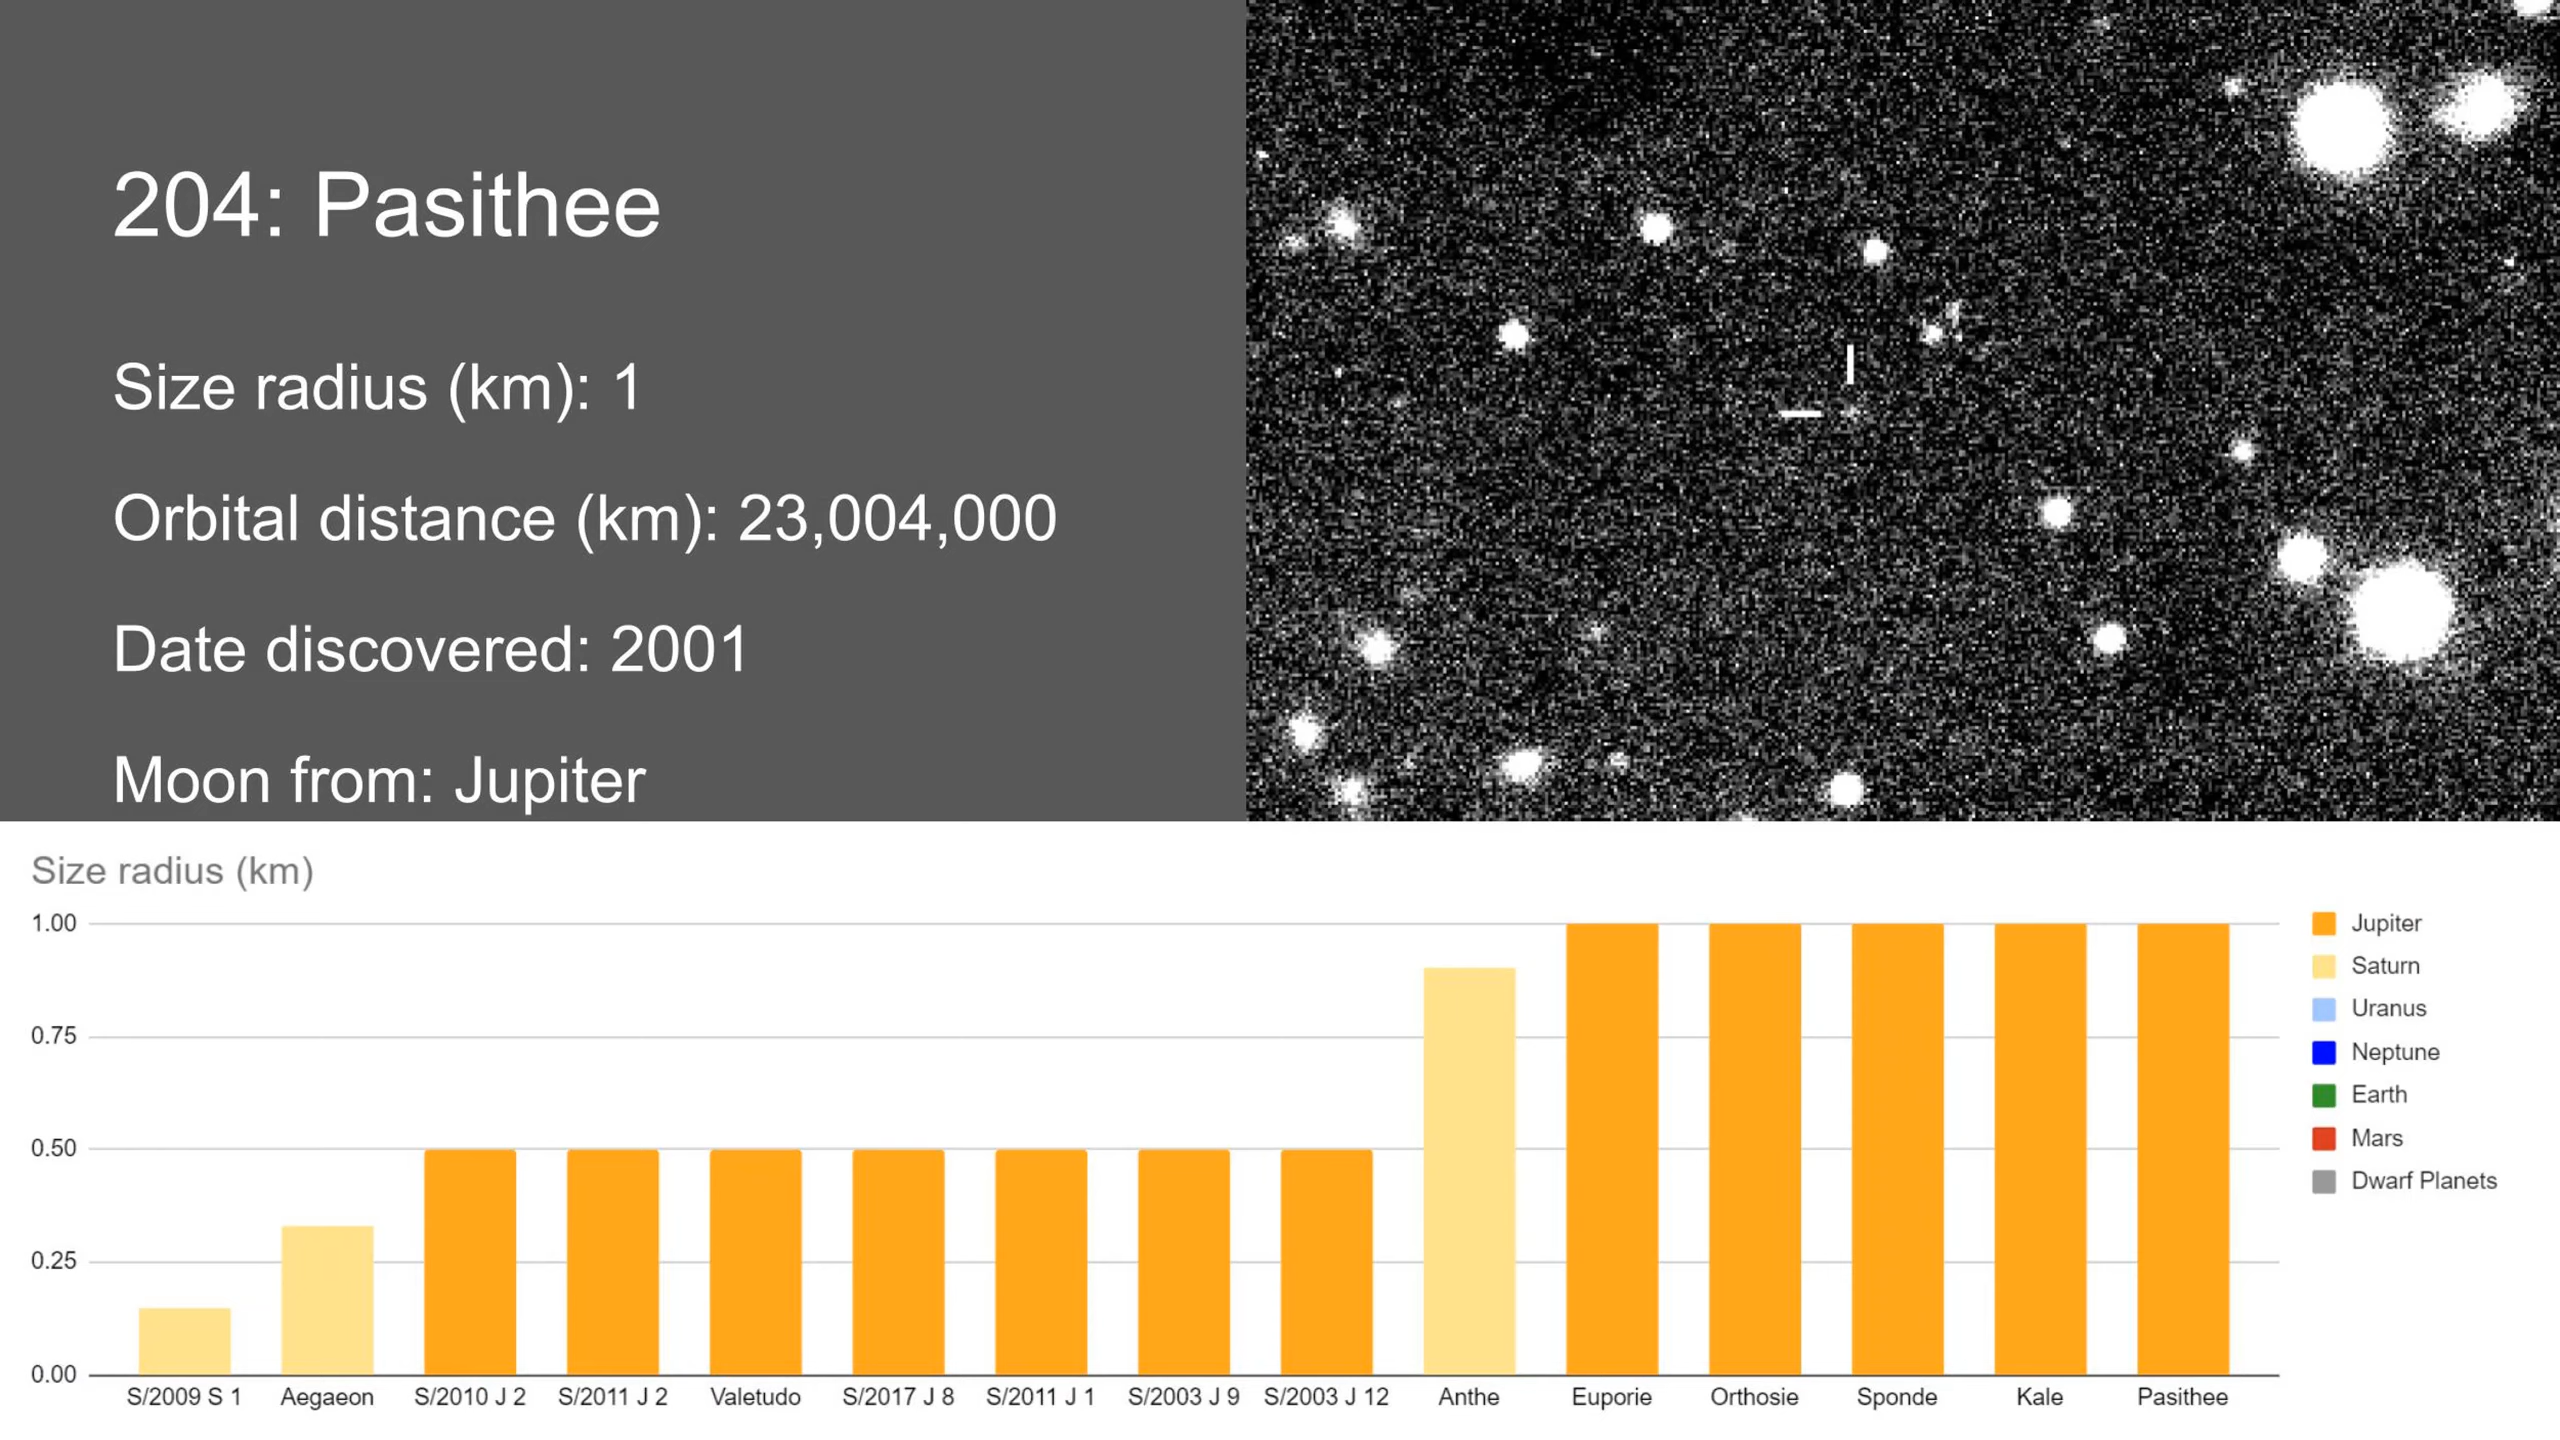 204: Pasithee
Size radius (km): 1
Orbital distance (km): 23,004,000
Date discovered: 2001
Moon from: Jupiter
Size radius (km)
1.00
0.75
0.50
0.25
0.00
S/2009 S 1 Aegaeon S/2010 J 2 S/2011 J 2 Valetudo S/2017 J 8 S/2011 J 1 S/2003 J 9 S/2003 J 12 Anthe Euporie Orthosie Sponde Kale Pasithee
Jupiter
Saturn
Uranus
Neptune
Earth
Mars
Dwarf Planets